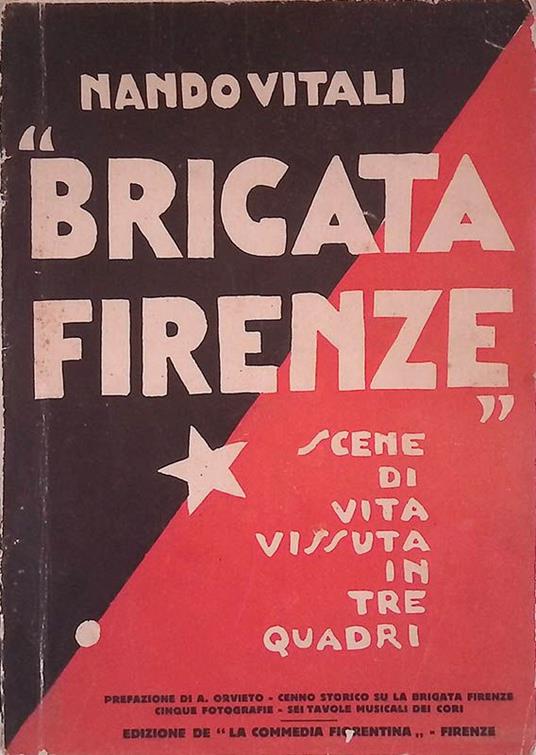 NANDO VITALI
"BRIGATA
FIRENZE„
SCENE
DI
VITA
VISSUTA
IN
TRE
QUADRI
PREFAZIONE DI A. ORVIETO - CENNO STORICO SU LA BRIGATA FIRENZE
CINQUE FOTOGRAFIE - SEI TAVOLE MUSICALI DEI CORI
EDIZIONE DE "LA COMMEDIA FIORENTINA„ - FIRENZE